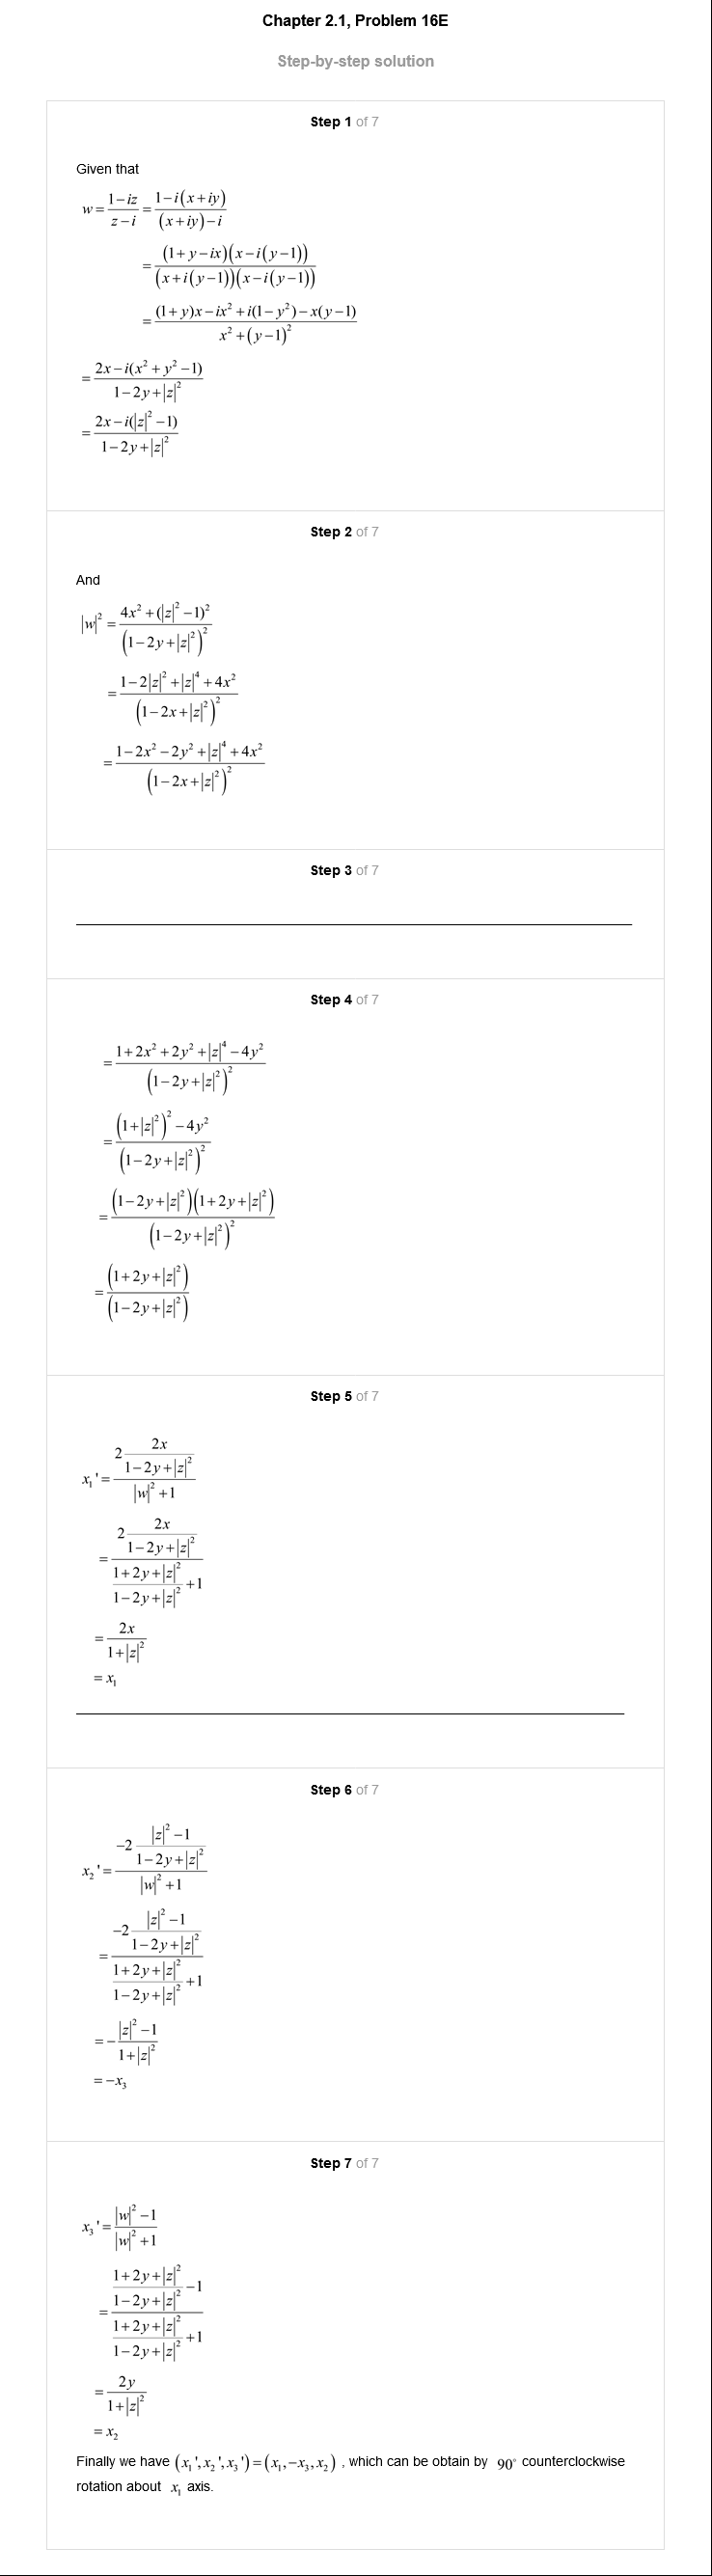 Chapter 2.1, Problem 16E
Step-by-step solution
Step 1 of 7
Given that
w = \frac{1-iz}{z-i} = \frac{1-i(x+iy)}{(x+iy)-i}
= \frac{(1+y-ix)(x-i(y-1))}{(x+i(y-1))(x-i(y-1))}
= \frac{(1+y)x-ix^2+i(1-y^2)-x(y-1)}{x^2+(y-1)^2}
= \frac{2x-i(x^2+y^2-1)}{1-2y+|z|^2}
= \frac{2x-i(|z|^2-1)}{1-2y+|z|^2}
Step 2 of 7
And
|w|^2 = \frac{4x^2+(|z|^2-1)^2}{(1-2y+|z|^2)^2}
= \frac{1-2|z|^2+|z|^4+4x^2}{(1-2x+|z|^2)^2}
= \frac{1-2x^2-2y^2+|z|^4+4x^2}{(1-2x+|z|^2)^2}
Step 3 of 7
Step 4 of 7
= \frac{1+2x^2+2y^2+|z|^4-4y^2}{(1-2y+|z|^2)^2}
= \frac{(1+|z|^2)^2-4y^2}{(1-2y+|z|^2)^2}
= \frac{(1-2y+|z|^2)(1+2y+|z|^2)}{(1-2y+|z|^2)^2}
= \frac{(1+2y+|z|^2)}{(1-2y+|z|^2)}
Step 5 of 7
x_1' = \frac{2\frac{2x}{1-2y+|z|^2}}{|w|^2+1}
= \frac{2\frac{2x}{1-2y+|z|^2}}{\frac{1+2y+|z|^2}{1-2y+|z|^2}+1}
= \frac{2x}{1+|z|^2}
= x_1
Step 6 of 7
x_2' = \frac{-2\frac{|z|^2-1}{1-2y+|z|^2}}{|w|^2+1}
= \frac{-2\frac{|z|^2-1}{1-2y+|z|^2}}{\frac{1+2y+|z|^2}{1-2y+|z|^2}+1}
= -\frac{|z|^2-1}{1+|z|^2}
= -x_3
Step 7 of 7
x_3' = \frac{|w|^2-1}{|w|^2+1}
= \frac{\frac{1+2y+|z|^2}{1-2y+|z|^2}-1}{\frac{1+2y+|z|^2}{1-2y+|z|^2}+1}
= \frac{2y}{1+|z|^2}
= x_2
Finally we have (x_1', x_2', x_3') = (x_1, -x_3, x_2) , which can be obtain by 90° counterclockwise
rotation about x_1 axis.